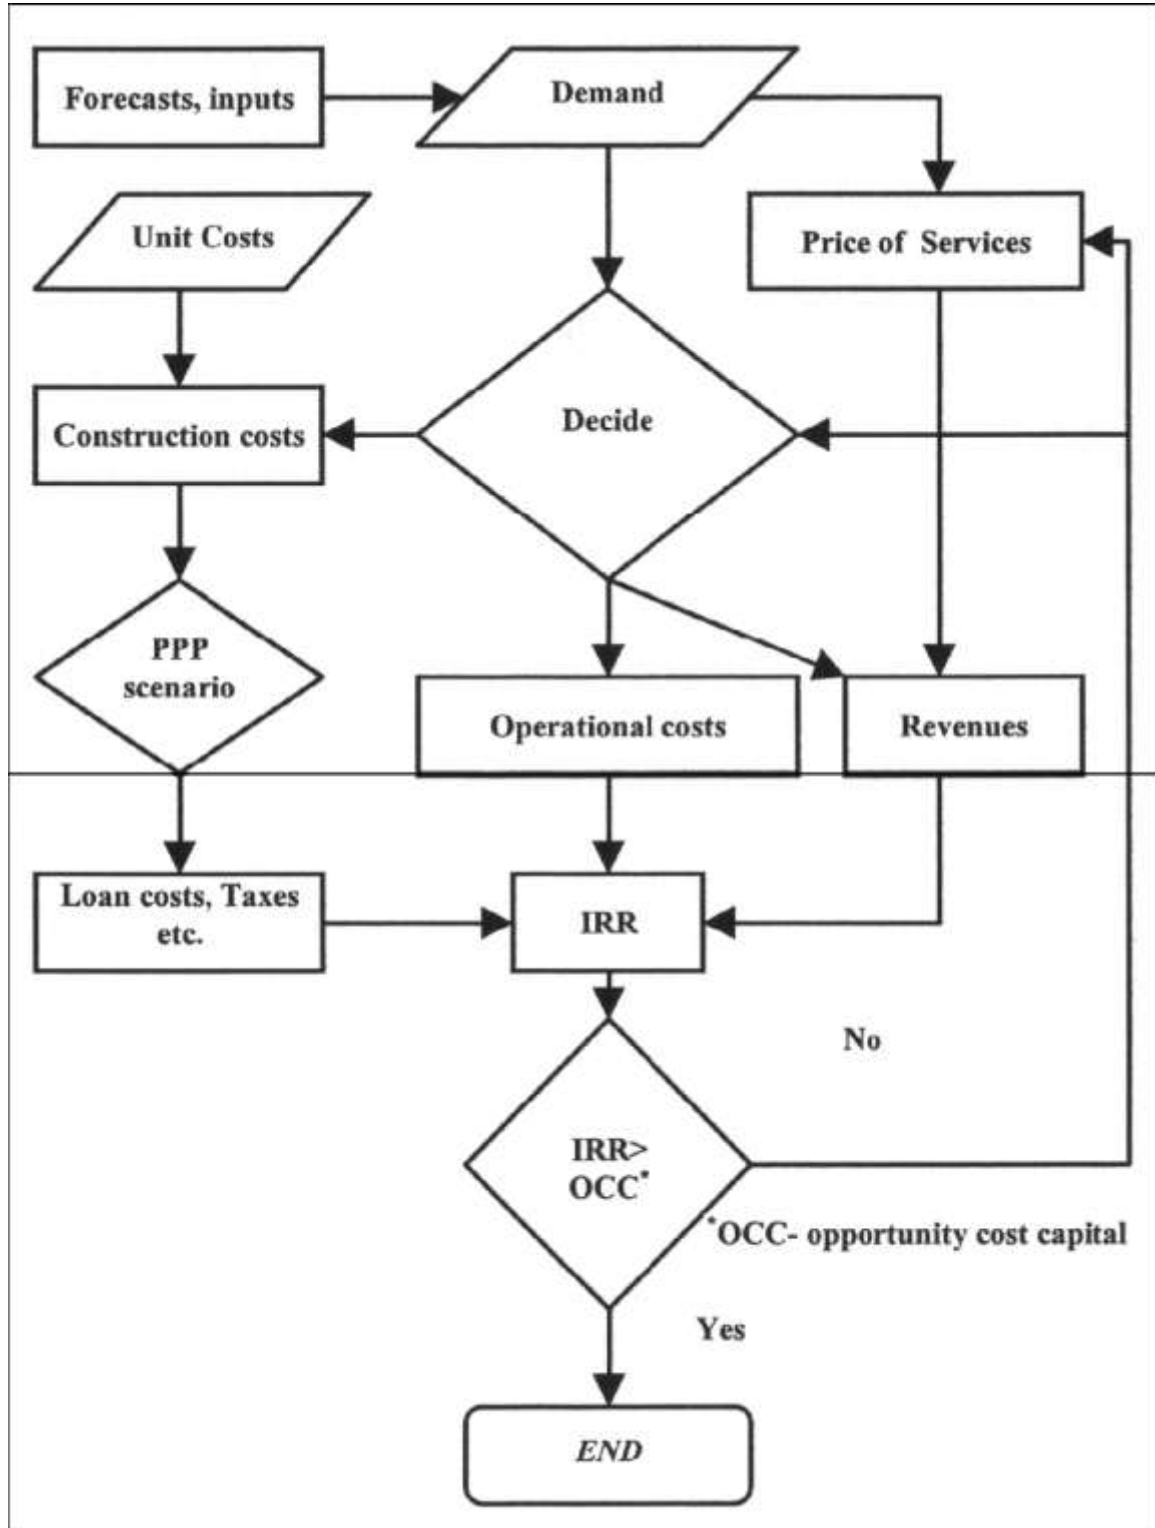 Forecasts, inputs
Demand
Unit Costs
Price of Services
Construction costs
Decide
PPP
scenario
Operational costs
Revenues
Loan costs, Taxes
etc.
IRR
No
IRR>
OCC*
*OCC- opportunity cost capital
Yes
END